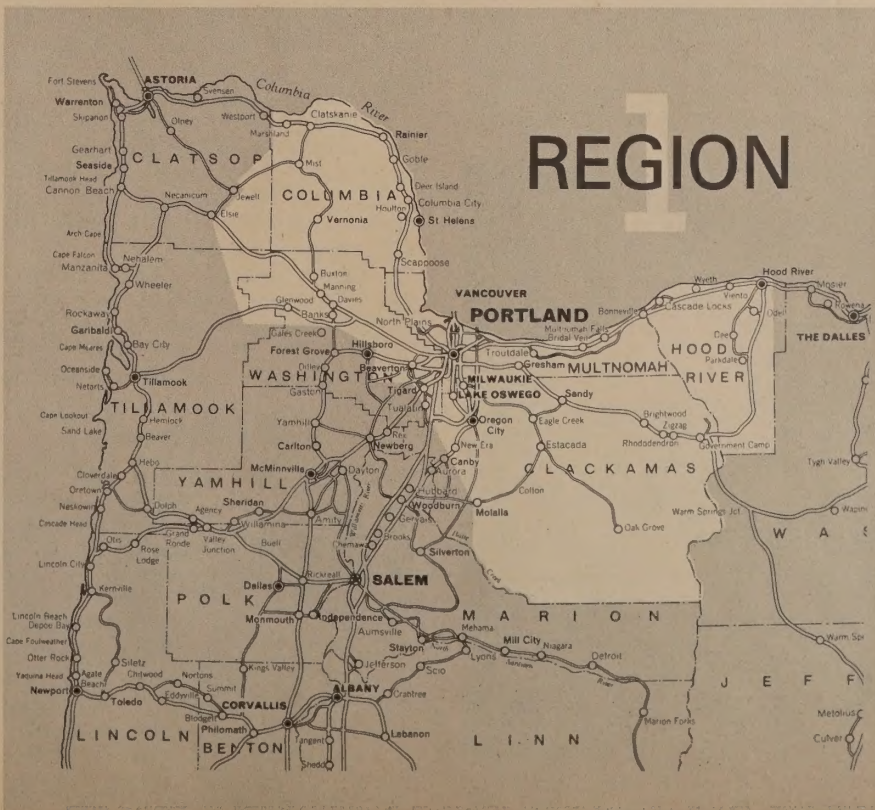 1
REGION
Fort Stevens
ASTORIA
Svensen
Columbia
River
Warrenton
Skipanon
Olney
Westport
Marshland
Clatskanie
Rainier
Gearhart
Seaside
CLATSOP
Mist
Goble
Tillamook Head
Cannon Beach
Necanicum
Jewell
COLUMBIA
Deer Island
Houlton
Columbia City
Elsie
Vernonia
St Helens
Arch Cape
Cape Falcon
Nehalem
Manzanita
Scappoose
Wheeler
Buxton
Manning
VANCOUVER
Wyeth
Hood River
Viento
Mosier
Rockaway
Glenwood
Davies
Banks
North Plains
PORTLAND
Bonneville
Cascade Locks
Odell
Rowena
Garibaldi
Gales Creek
Multnomah Falls
Bridal Veil
Dee
THE DALLES
Cape Meares
Bay City
Forest Grove
Hillsboro
Troutdale
HOOD
Parkdale
Oceanside
Dilley
WASHINGTON
Beaverton
Gresham
MULTNOMAH
RIVER
Netarts
Tillamook
Gaston
Tigard
MILWAUKIE
LAKE OSWEGO
Sandy
TILLAMOOK
Tualatin
Brightwood
Cape Lookout
Hemlock
Yamhill
Oregon
City
Eagle Creek
Zigzag
Sand Lake
Beaver
Carlton
Rex
Newberg
New Era
Estacada
Rhododendron
Government Camp
Hebo
McMinnville
Dayton
Canby
Aurora
CLACKAMAS
Tygh Valley
Cloverdale
YAMHILL
Hubbard
Colton
Oretown
Sheridan
Willamette River
Woodburn
Neskowin
Dolph
Agency
Amity
Gervais
Molalla
Warm Springs Jct
Cascade Head
Grand
Ronde
Willamina
Oak Grove
Valley
Junction
Otis
Rose
Lodge
Buell
Chemawa
Brooks
Silverton
WAS
Lincoln City
Rickreall
SALEM
Creek
Kernville
Dallas
POLK
Lincoln Beach
Monmouth
Independence
MARION
Depoe Bay
Aumsville
Mehama
Cape Foulweather
Stayton
Mill City
Niagara
Otter Rock
Siletz
Kings Valley
Jefferson
Lyons
Detroit
Yaquina Head
Agate
Beach
Chitwood
Nortons
Scio
Santiam
River
JEFF
Newport
Toledo
Eddyville
Summit
ALBANY
Crabtree
Blodgett
CORVALLIS
Marion Forks
Philomath
Tangent
Lebanon
LINCOLN
BENTON
LINN
Culver
Shedd